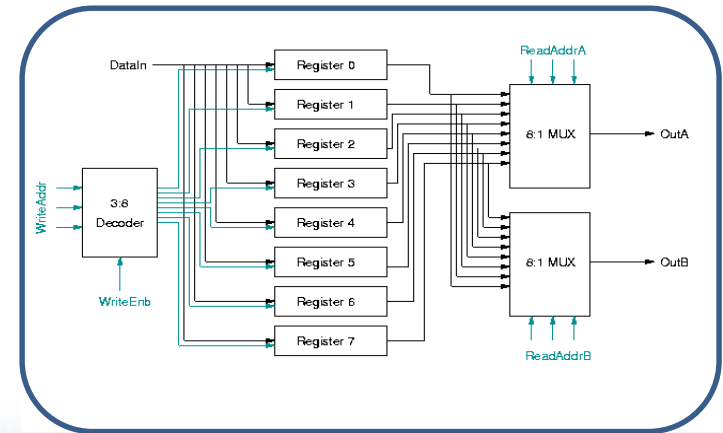 ReadAddrA
DataIn
Register 0
Register 1
8:1 MUX
OutA
Register 2
Register 3
3:8
Decoder
WriteAddr
Register 4
Register 5
8:1 MUX
OutB
WriteEnb
Register 6
Register 7
ReadAddrB